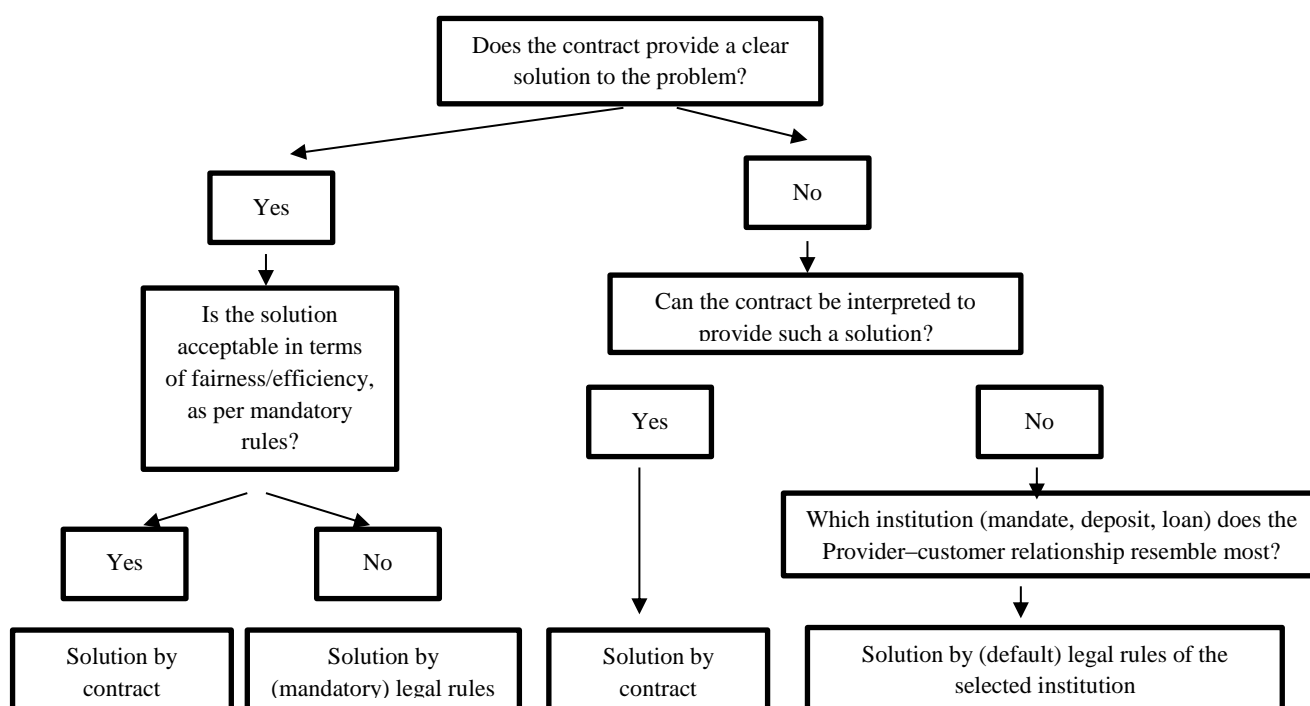 Does the contract provide a clear
solution to the problem?
Yes
No
Is the solution
acceptable in terms
of fairness/efficiency,
as per mandatory
rules?
Can the contract be interpreted to
provide such a solution?
Yes
No
Yes
No
Which institution (mandate, deposit, loan) does the
Provider–customer relationship resemble most?
Solution by
contract
Solution by
(mandatory) legal rules
Solution by
contract
Solution by (default) legal rules of the
selected institution